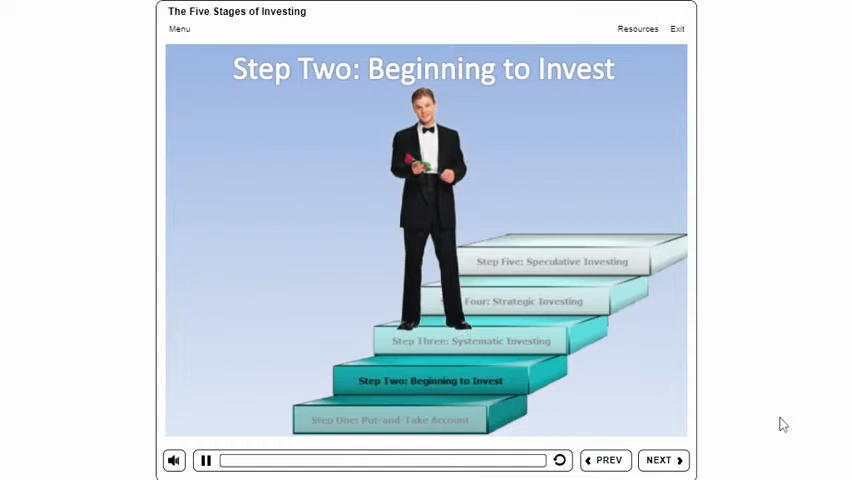 The Five Stages of Investing
Menu
Resources
Exit
Step Two: Beginning to Invest
Step Five: Speculative Investing
Four: Strategic Investing
Step Three: Systematic Investing
Step Two: Beginning to Invest
Step One: Put-and-Take Account
PREV
NEXT